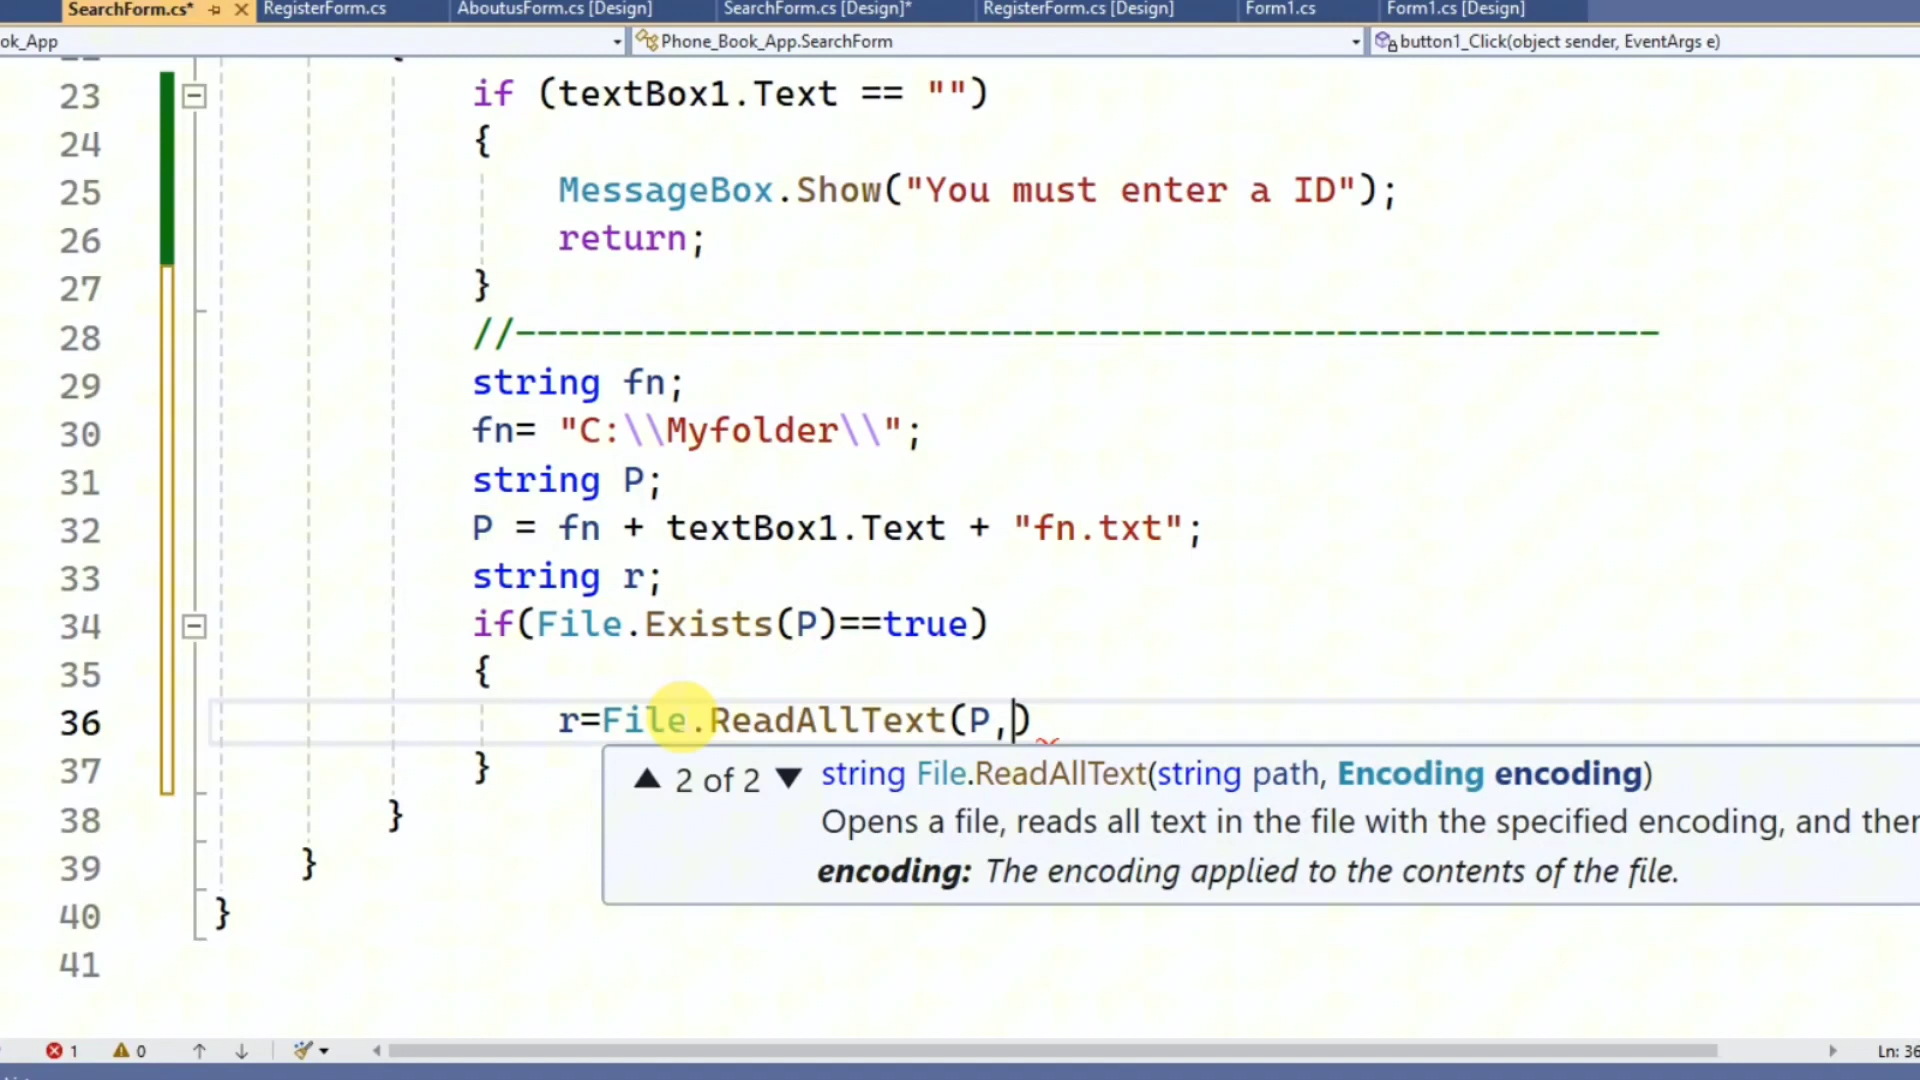 SearchForm.cs*
RegisterForm.cs
AboutusForm.cs [Design]
SearchForm.cs [Design]*
RegisterForm.cs [Design]
Form1.cs
Form1.cs [Design]
ok_App
Phone_Book_App.SearchForm
button1_Click(object sender, EventArgs e)
23 if (textBox1.Text == "")
24 {
25 MessageBox.Show("You must enter a ID");
26 return;
27 }
28 //-----------------------------------------------------
29 string fn;
30 fn= "C:\\Myfolder\\";
31 string P;
32 P = fn + textBox1.Text + "fn.txt";
33 string r;
34 if(File.Exists(P)==true)
35 {
36 r=File.ReadAllText(P,)
37 }
2 of 2 string File.ReadAllText(string path, Encoding encoding)
Opens a file, reads all text in the file with the specified encoding, and then
encoding: The encoding applied to the contents of the file.
38 }
39 }
40 }
41
1 0 Ln: 36